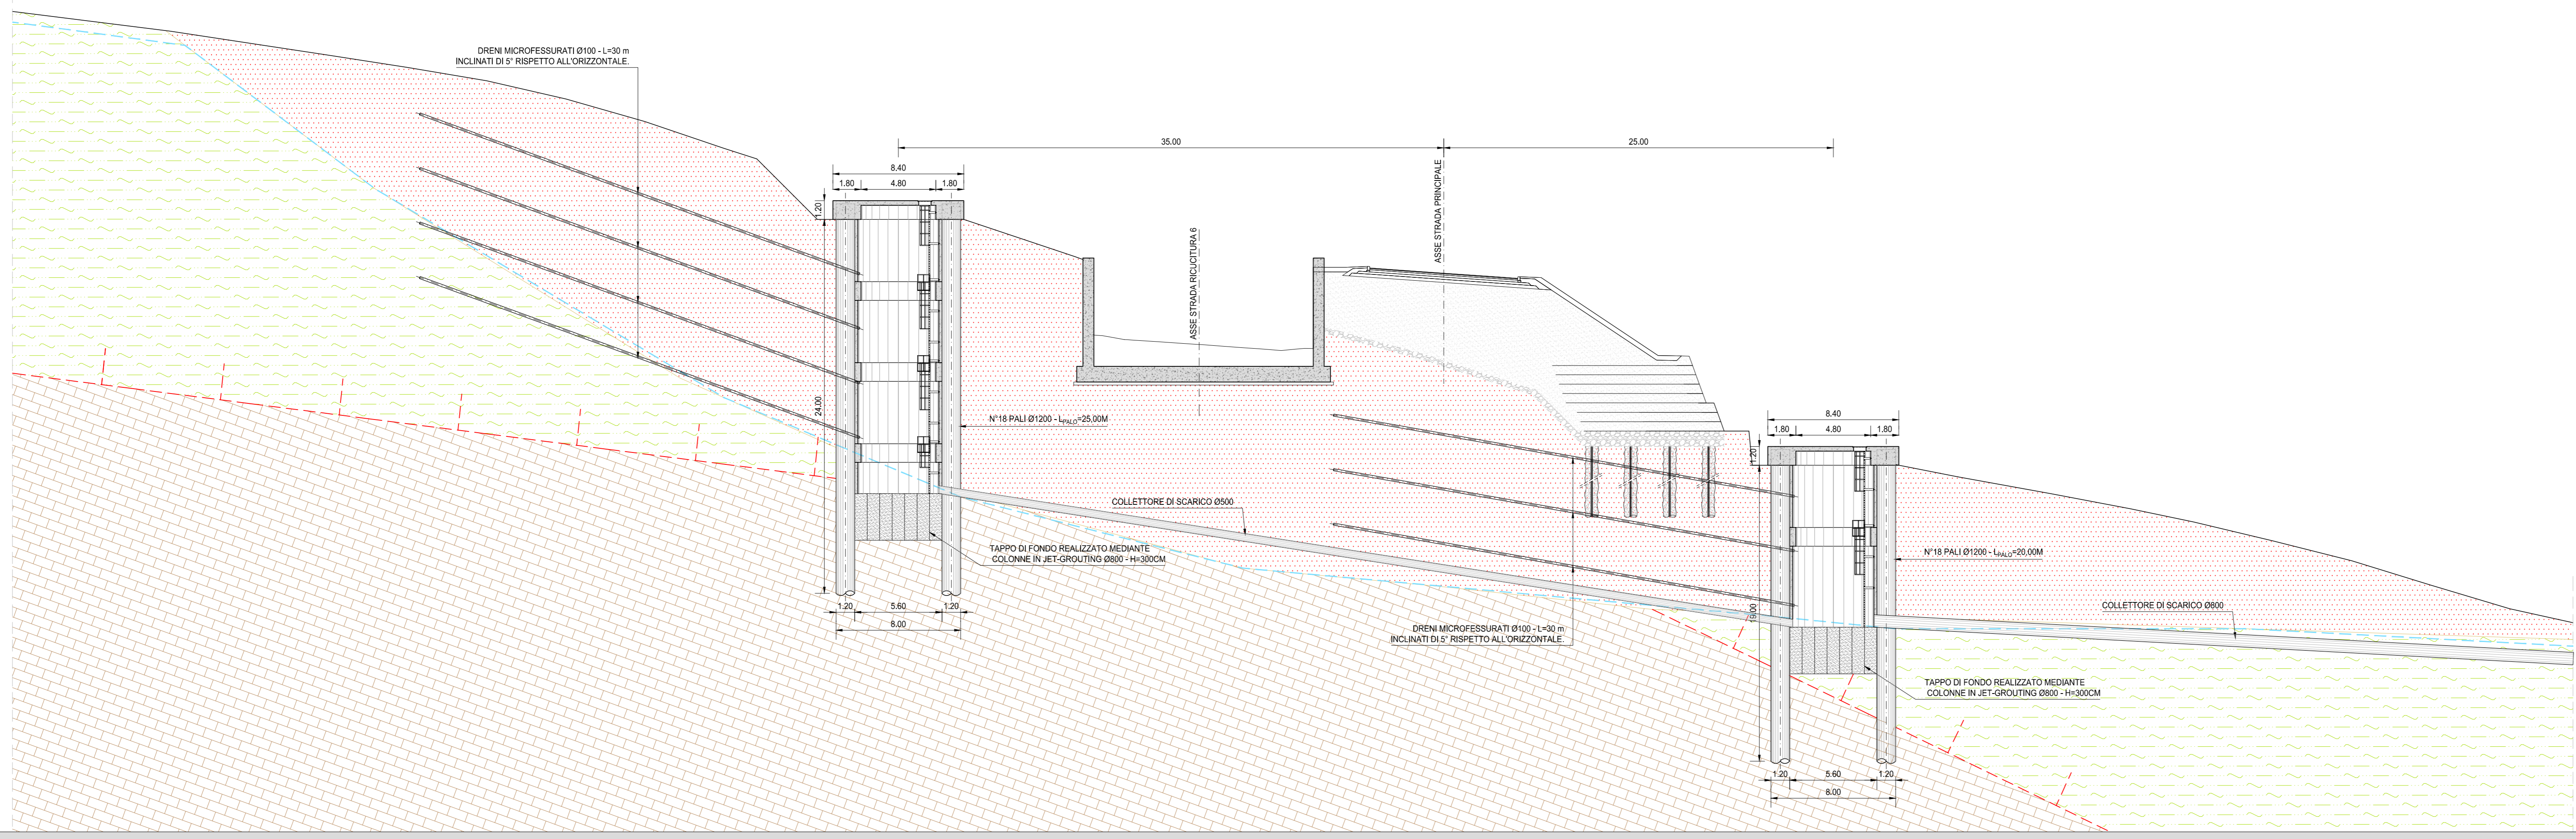 DRENI MICROFESSURATI Ø100 - L=30 m
INCLINATI DI 5° RISPETTO ALL'ORIZZONTALE.
35.00
25.00
8.40
1.80
4.80
1.80
1.20
24.00
ASSE STRADA RICUCITURA 6
ASSE STRADA PRINCIPALE
N°18 PALI Ø1200 - LPALO=25,00M
COLLETTORE DI SCARICO Ø500
TAPPO DI FONDO REALIZZATO MEDIANTE
COLONNE IN JET-GROUTING Ø800 - H=300CM
1.20
5.60
1.20
8.00
8.40
1.80
4.80
1.80
1.20
19.00
N°18 PALI Ø1200 - LPALO=20,00M
COLLETTORE DI SCARICO Ø800
DRENI MICROFESSURATI Ø100 - L=30 m
INCLINATI DI 5° RISPETTO ALL'ORIZZONTALE.
TAPPO DI FONDO REALIZZATO MEDIANTE
COLONNE IN JET-GROUTING Ø800 - H=300CM
1.20
5.60
1.20
8.00